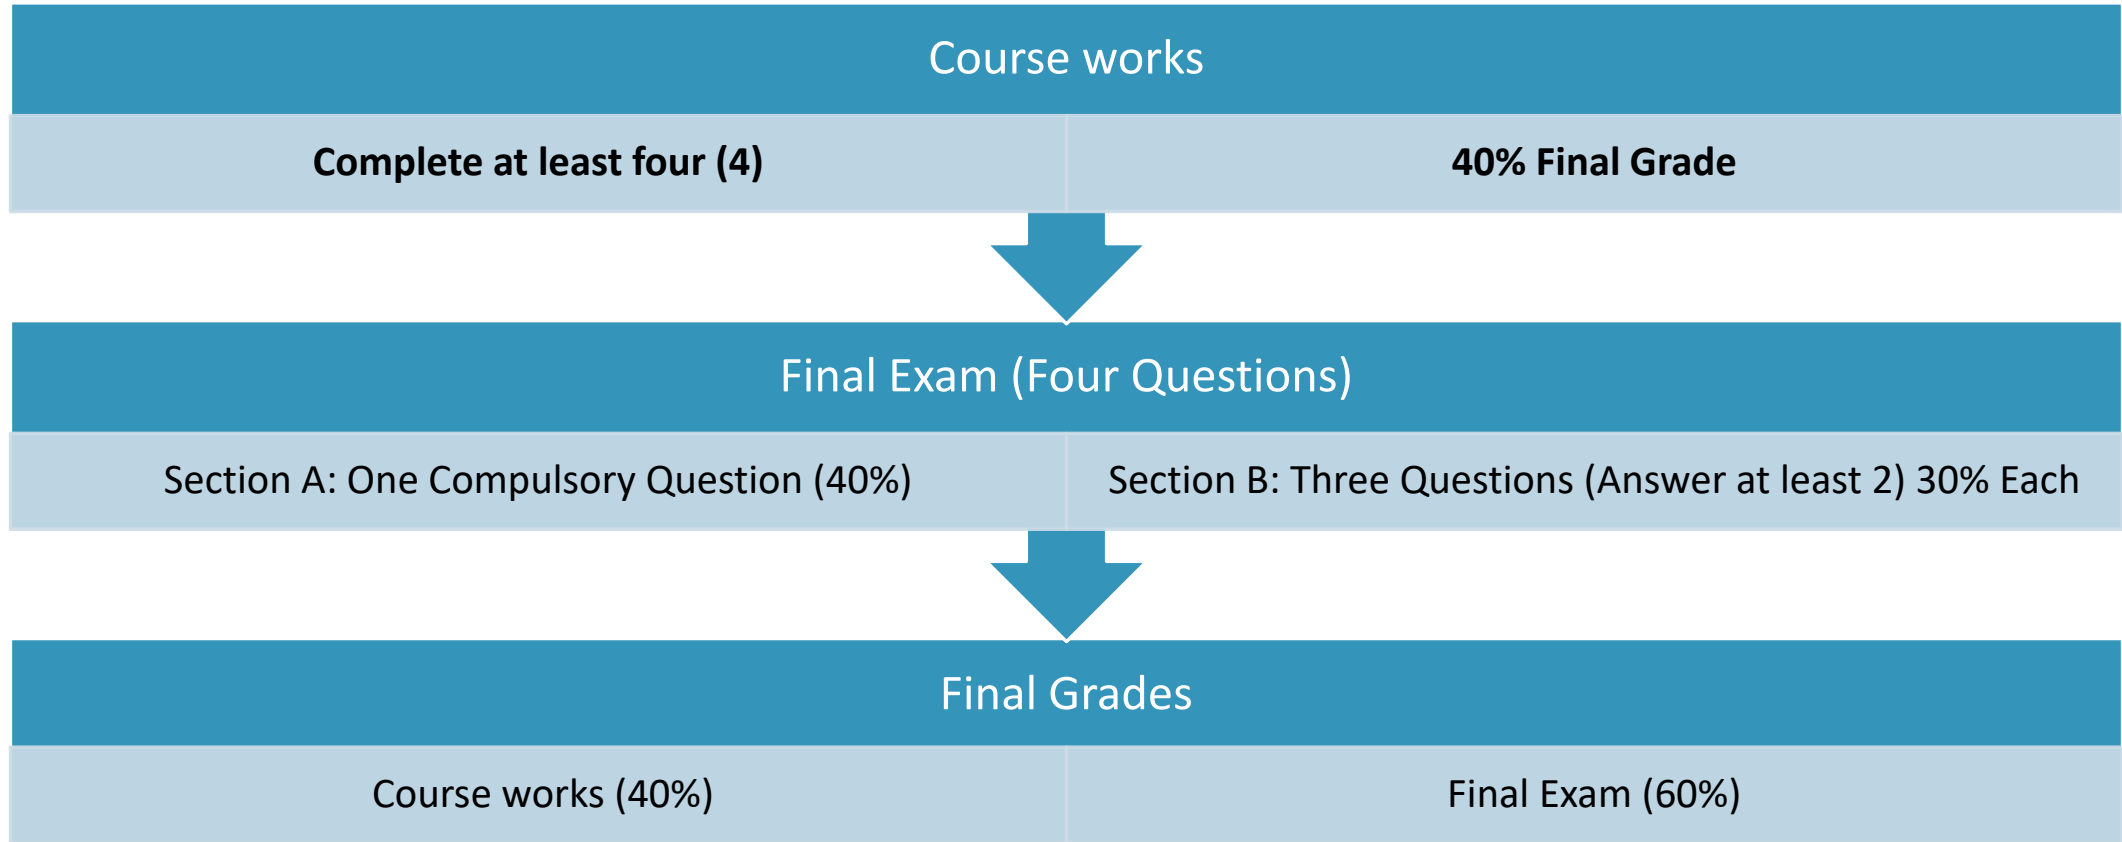 Course works
Complete at least four (4)
40% Final Grade
Final Exam (Four Questions)
Section A: One Compulsory Question (40%)
Section B: Three Questions (Answer at least 2) 30% Each
Final Grades
Course works (40%)
Final Exam (60%)